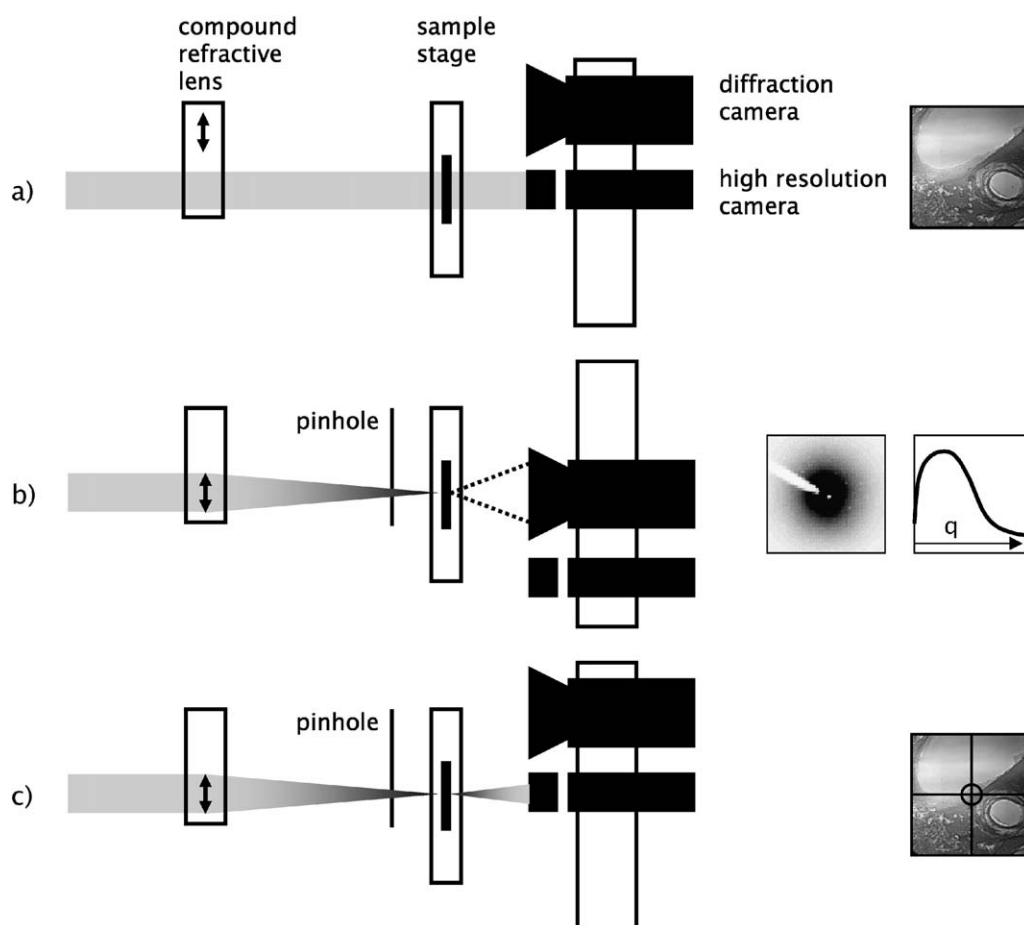 compound
refractive
lens
sample
stage
diffraction
camera
a)
high resolution
camera
pinhole
b)
q
pinhole
c)